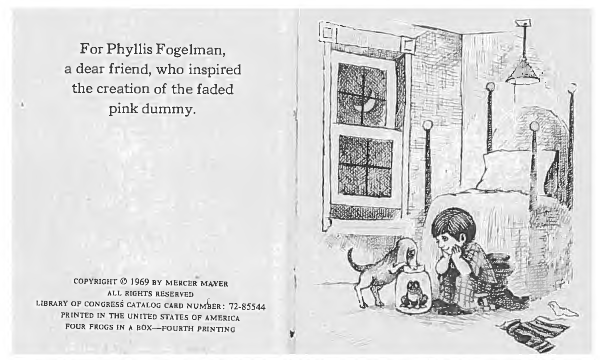 For Phyllis Fogelman,
a dear friend, who inspired
the creation of the faded
pink dummy.
COPYRIGHT © 1969 BY MERCER MAYER
ALL RIGHTS RESERVED
LIBRARY OF CONGRESS CATALOG CARD NUMBER: 72-85544
PRINTED IN THE UNITED STATES OF AMERICA
FOUR FROGS IN A BOX—FOURTH PRINTING